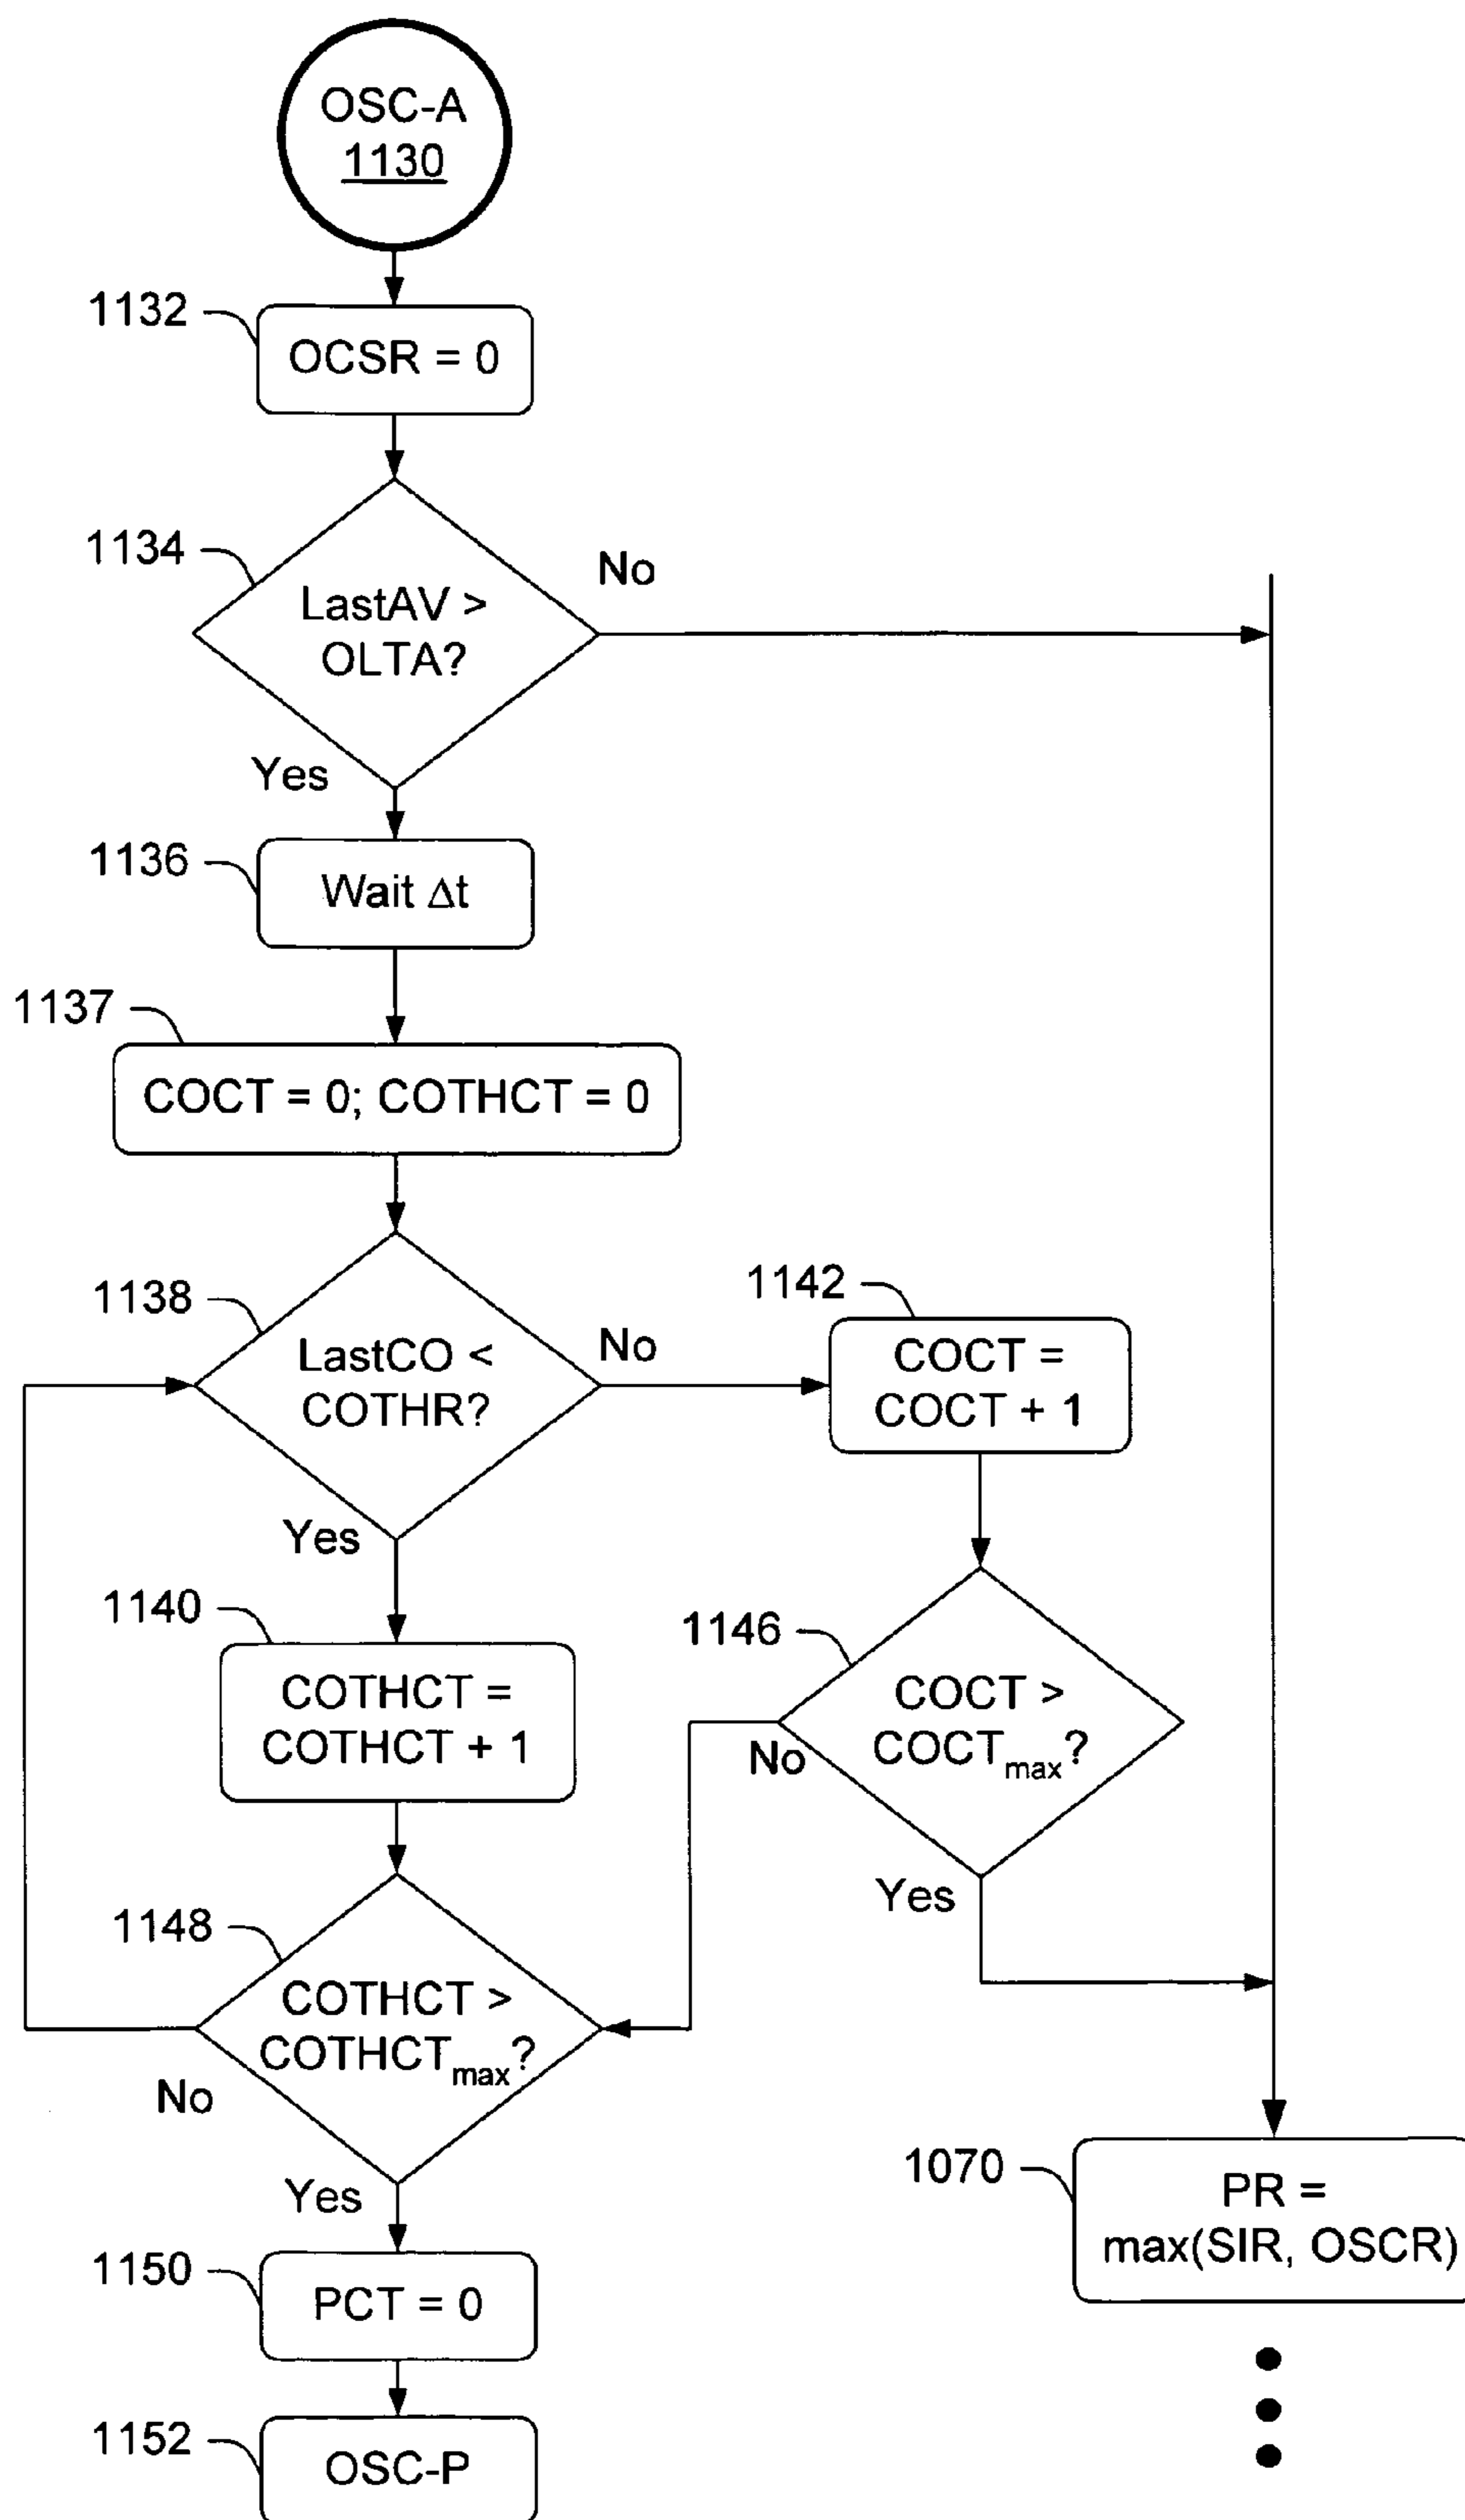 OSC-A
1130
1132
OCSR = 0
1134
LastAV >
OLTA?
No
Yes
1136
Wait Δt
1137
COCT = 0; COTHCT = 0
1138
LastCO <
COTHR?
No
Yes
1142
COCT =
COCT + 1
1140
COTHCT =
COTHCT + 1
1146
COCT >
COCTmax?
No
Yes
1148
COTHCT >
COTHCTmax?
No
Yes
1070
PR =
max(SIR, OSCR)
1150
PCT = 0
1152
OSC-P